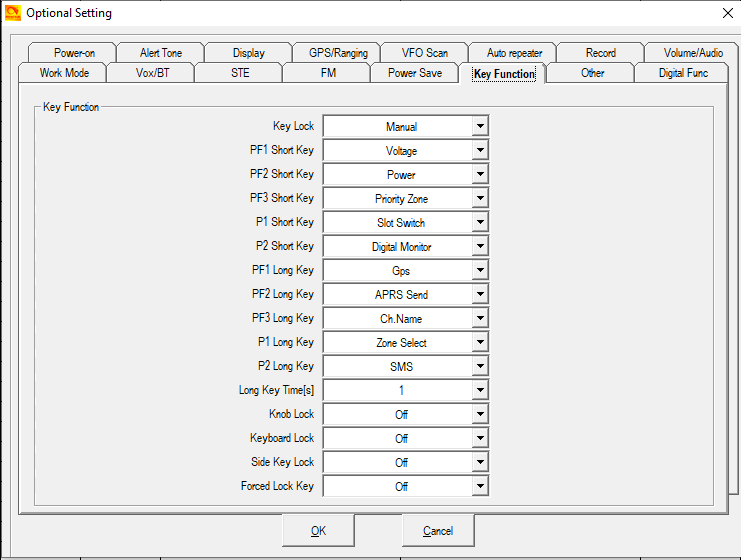 Optional Setting
Power-on Alert Tone Display GPS/Ranging VFO Scan Auto repeater Record Volume/Audio
Work Mode Vox/BT STE FM Power Save Key Function Other Digital Func
Key Function
Key Lock Manual
PF1 Short Key Voltage
PF2 Short Key Power
PF3 Short Key Priority Zone
P1 Short Key Slot Switch
P2 Short Key Digital Monitor
PF1 Long Key Gps
PF2 Long Key APRS Send
PF3 Long Key Ch.Name
P1 Long Key Zone Select
P2 Long Key SMS
Long Key Time[s] 1
Knob Lock Off
Keyboard Lock Off
Side Key Lock Off
Forced Lock Key Off
OK Cancel